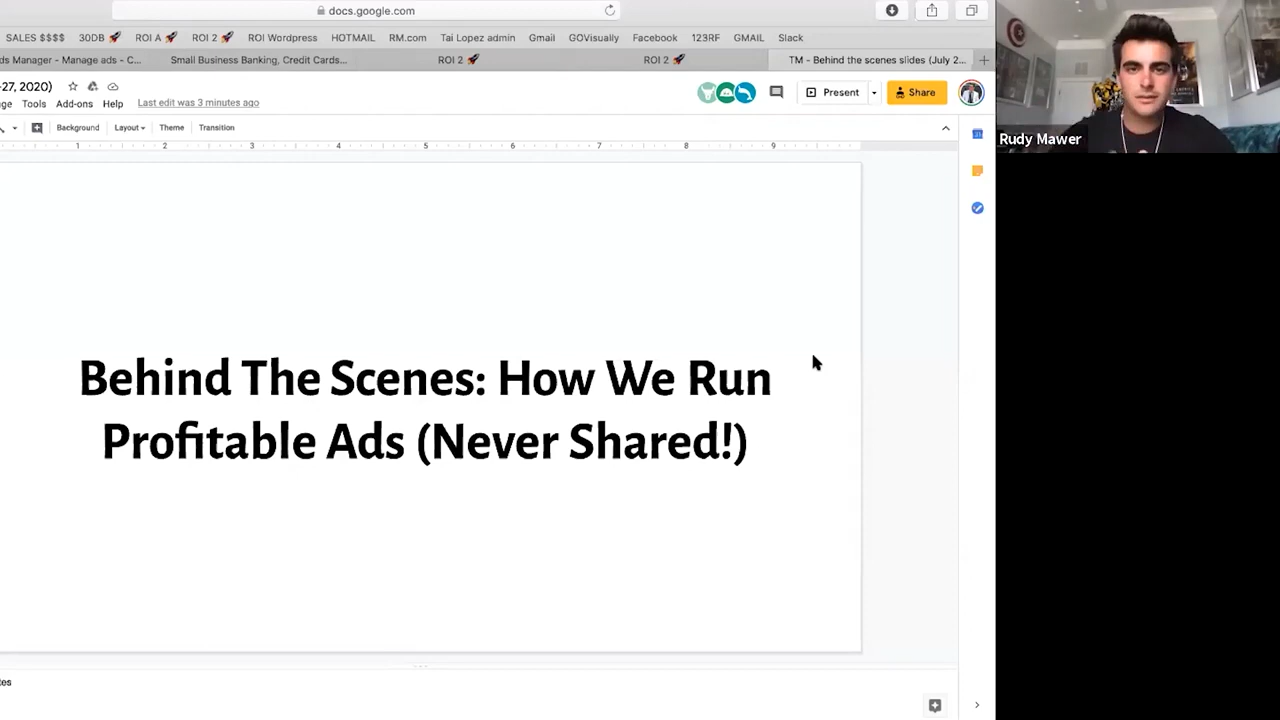 docs.google.com
SALES $$$$ 30DB 🚀 ROI A 🚀 ROI 2 🚀 ROI Wordpress HOTMAIL RM.com Tai Lopez admin Gmail GOVisually Facebook 123RF GMAIL Slack
ds Manager - Manage ads - C... Small Business Banking, Credit Cards... ROI 2 🚀 ROI 2 🚀 TM - Behind the scenes slides (July 2...
-27, 2020)
nge Tools Add-ons Help Last edit was 3 minutes ago
Present Share
Background Layout Theme Transition
1 2 3 4 5 6 7 8 9
Rudy Mawer
Behind The Scenes: How We Run
Profitable Ads (Never Shared!)
tes